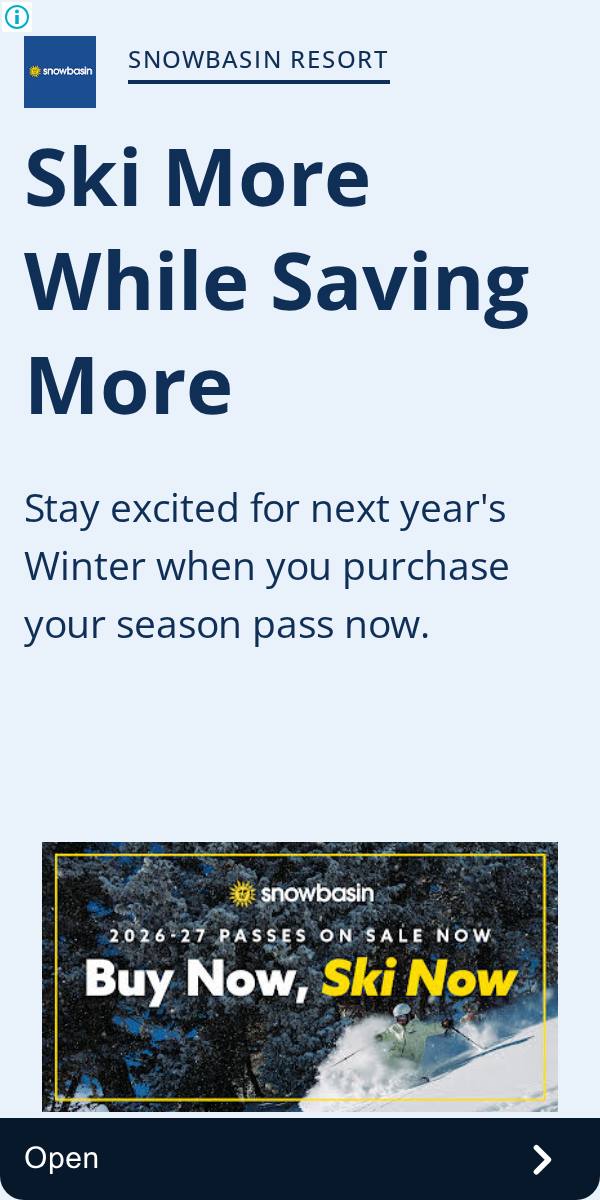 snowbasin
SNOWBASIN RESORT
Ski More
While Saving
More
Stay excited for next year's
Winter when you purchase
your season pass now.
snowbasin
2026-27 PASSES ON SALE NOW
Buy Now, Ski Now
Open